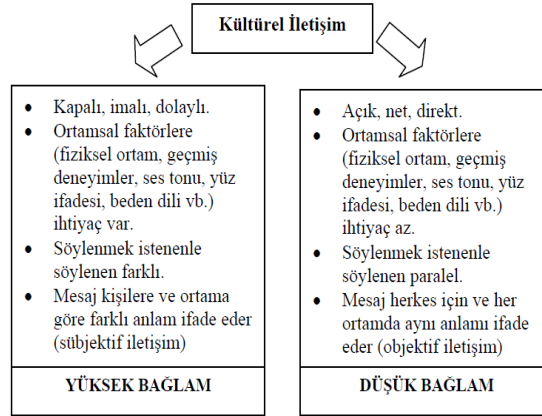 Kültürel İletişim
• Kapalı, imalı, dolaylı.
• Ortamsal faktörlere
(fiziksel ortam, geçmiş
deneyimler, ses tonu, yüz
ifadesi, beden dili vb.)
ihtiyaç var.
• Söylenmek istenenle
söylenen farklı.
• Mesaj kişilere ve ortama
göre farklı anlam ifade eder
(sübjektif iletişim)
YÜKSEK BAĞLAM
• Açık, net, direkt.
• Ortamsal faktörlere
(fiziksel ortam, geçmiş
deneyimler, ses tonu, yüz
ifadesi, beden dili vb.)
ihtiyaç az.
• Söylenmek istenenle
söylenen paralel.
• Mesaj herkes için ve her
ortamda aynı anlamı ifade
eder (objektif iletişim)
DÜŞÜK BAĞLAM